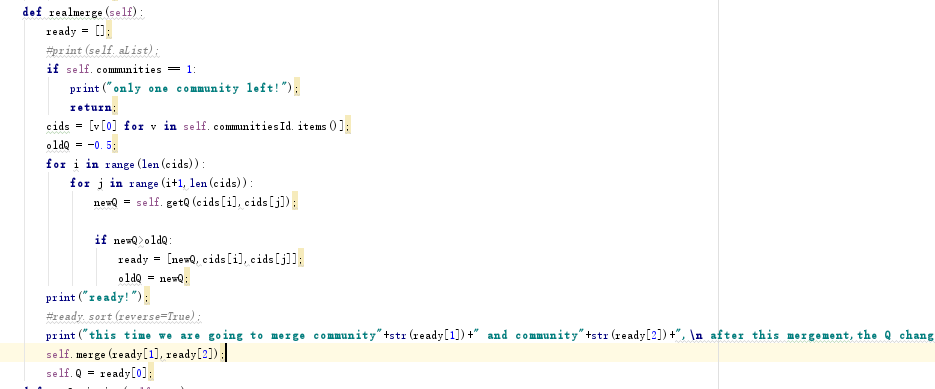 def realmerge(self):
ready = [];
#print(self.aList);
if self.communities == 1:
print("only one community left!");
return;
cids = [v[0] for v in self.communitiesId.items()];
oldQ = -0.5;
for i in range(len(cids)):
for j in range(i+1,len(cids)):
newQ = self.getQ(cids[i],cids[j]);
if newQ>oldQ:
ready = [newQ,cids[i],cids[j]];
oldQ = newQ;
print("ready!");
#ready.sort(reverse=True);
print("this time we are going to merge community"+str(ready[1])+" and community"+str(ready[2])+",\n after this mergement,the Q chang
self.merge(ready[1],ready[2]);
self.Q = ready[0];